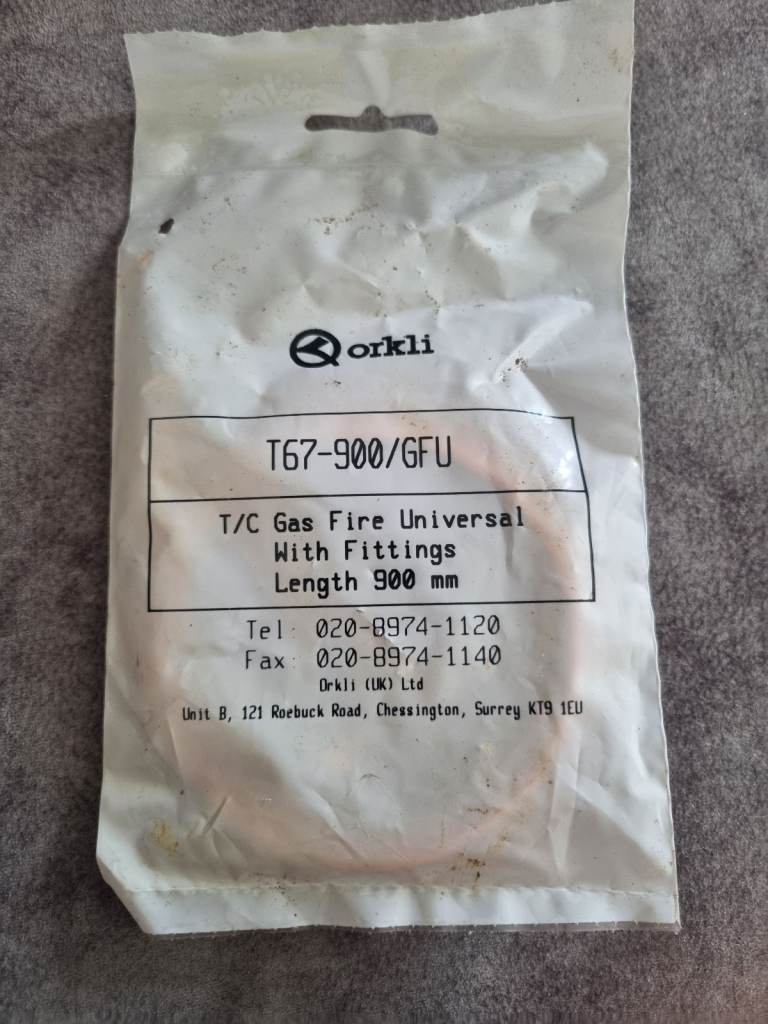 orkli
T67-900/GFU
T/C Gas Fire Universal
With Fittings
Length 900 mm
Tel: 020-8974-1120
Fax: 020-8974-1140
Orkli (UK) Ltd
Unit B, 121 Roebuck Road, Chessington, Surrey KT9 1EU